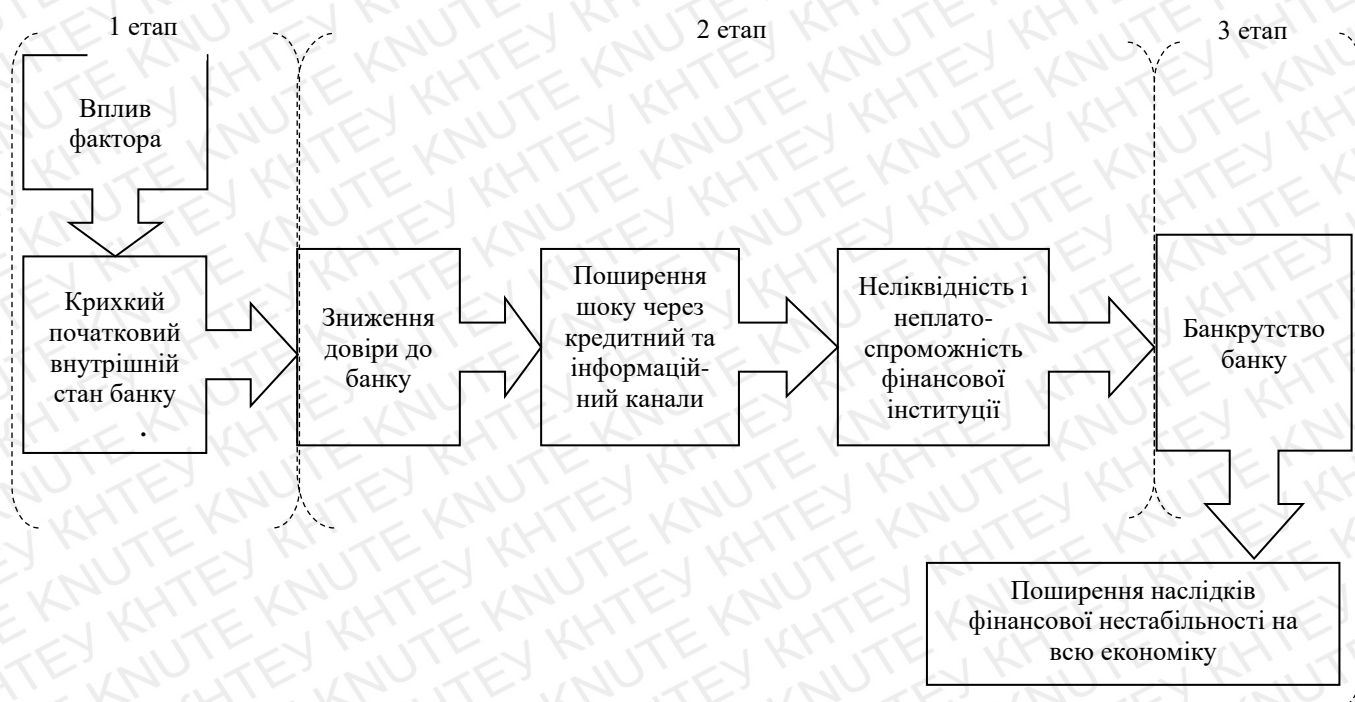 1 етап
2 етап
3 етап
Вплив
фактора
Крихкий
початковий
внутрішній
стан банку
.
Зниження
довіри до
банку
Поширення
шоку через
кредитний та
інформацій-
ний канали
Неліквідність і
неплато-
спроможність
фінансової
інституції
Банкрутство
банку
Поширення наслідків
фінансової нестабільності на
всю економіку